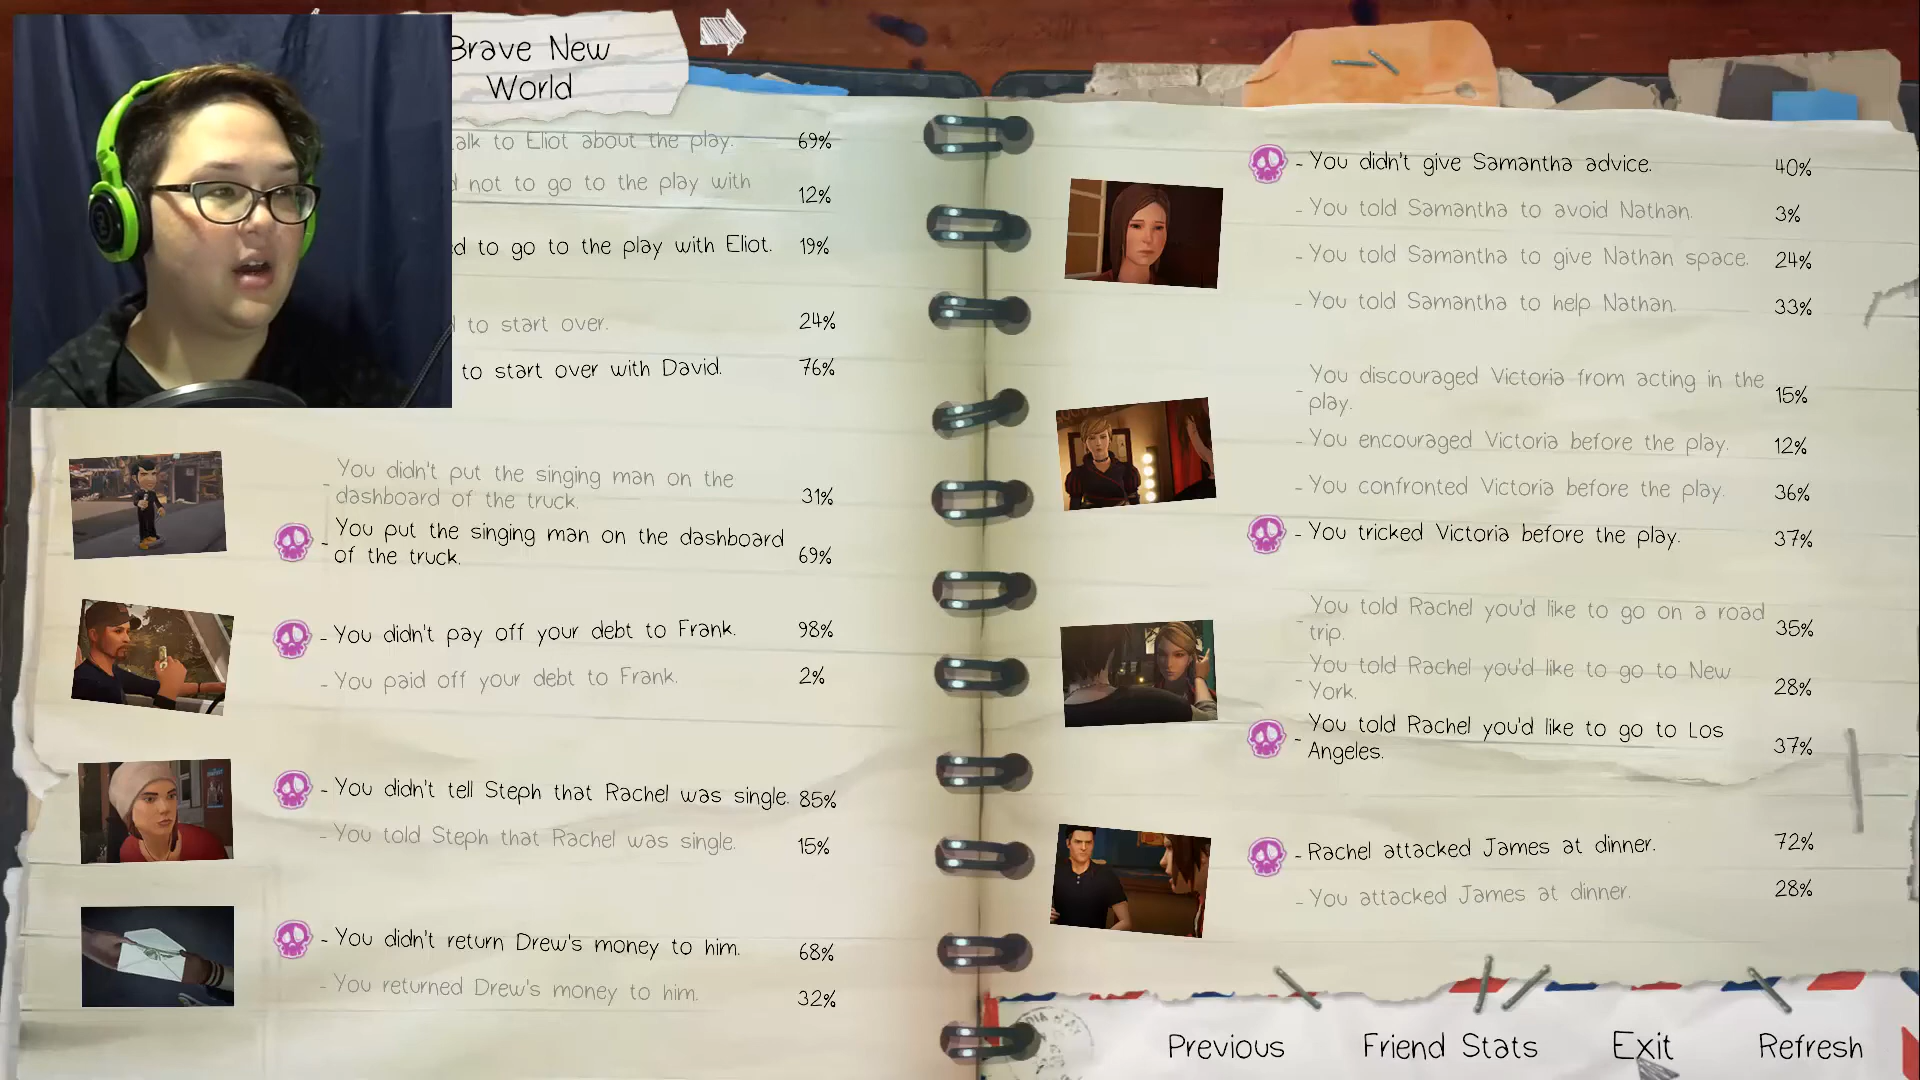 Brave New
World
alk to Eliot about the play. 69%
d not to go to the play with
12%
ed to go to the play with Eliot. 19%
to start over. 24%
to start over with David. 76%
- You didn't put the singing man on the
dashboard of the truck. 31%
- You put the singing man on the dashboard
of the truck. 69%
- You didn't pay off your debt to Frank. 98%
- You paid off your debt to Frank. 2%
- You didn't tell Steph that Rachel was single. 85%
- You told Steph that Rachel was single. 15%
- You didn't return Drew's money to him. 68%
- You returned Drew's money to him. 32%
- You didn't give Samantha advice. 40%
- You told Samantha to avoid Nathan. 3%
- You told Samantha to give Nathan space. 24%
- You told Samantha to help Nathan. 33%
- You discouraged Victoria from acting in the
play. 15%
- You encouraged Victoria before the play. 12%
- You confronted Victoria before the play. 36%
- You tricked Victoria before the play. 37%
- You told Rachel you'd like to go on a road
trip. 35%
- You told Rachel you'd like to go to New
York. 28%
- You told Rachel you'd like to go to Los
Angeles. 37%
- Rachel attacked James at dinner. 72%
- You attacked James at dinner. 28%
Previous Friend Stats Exit Refresh